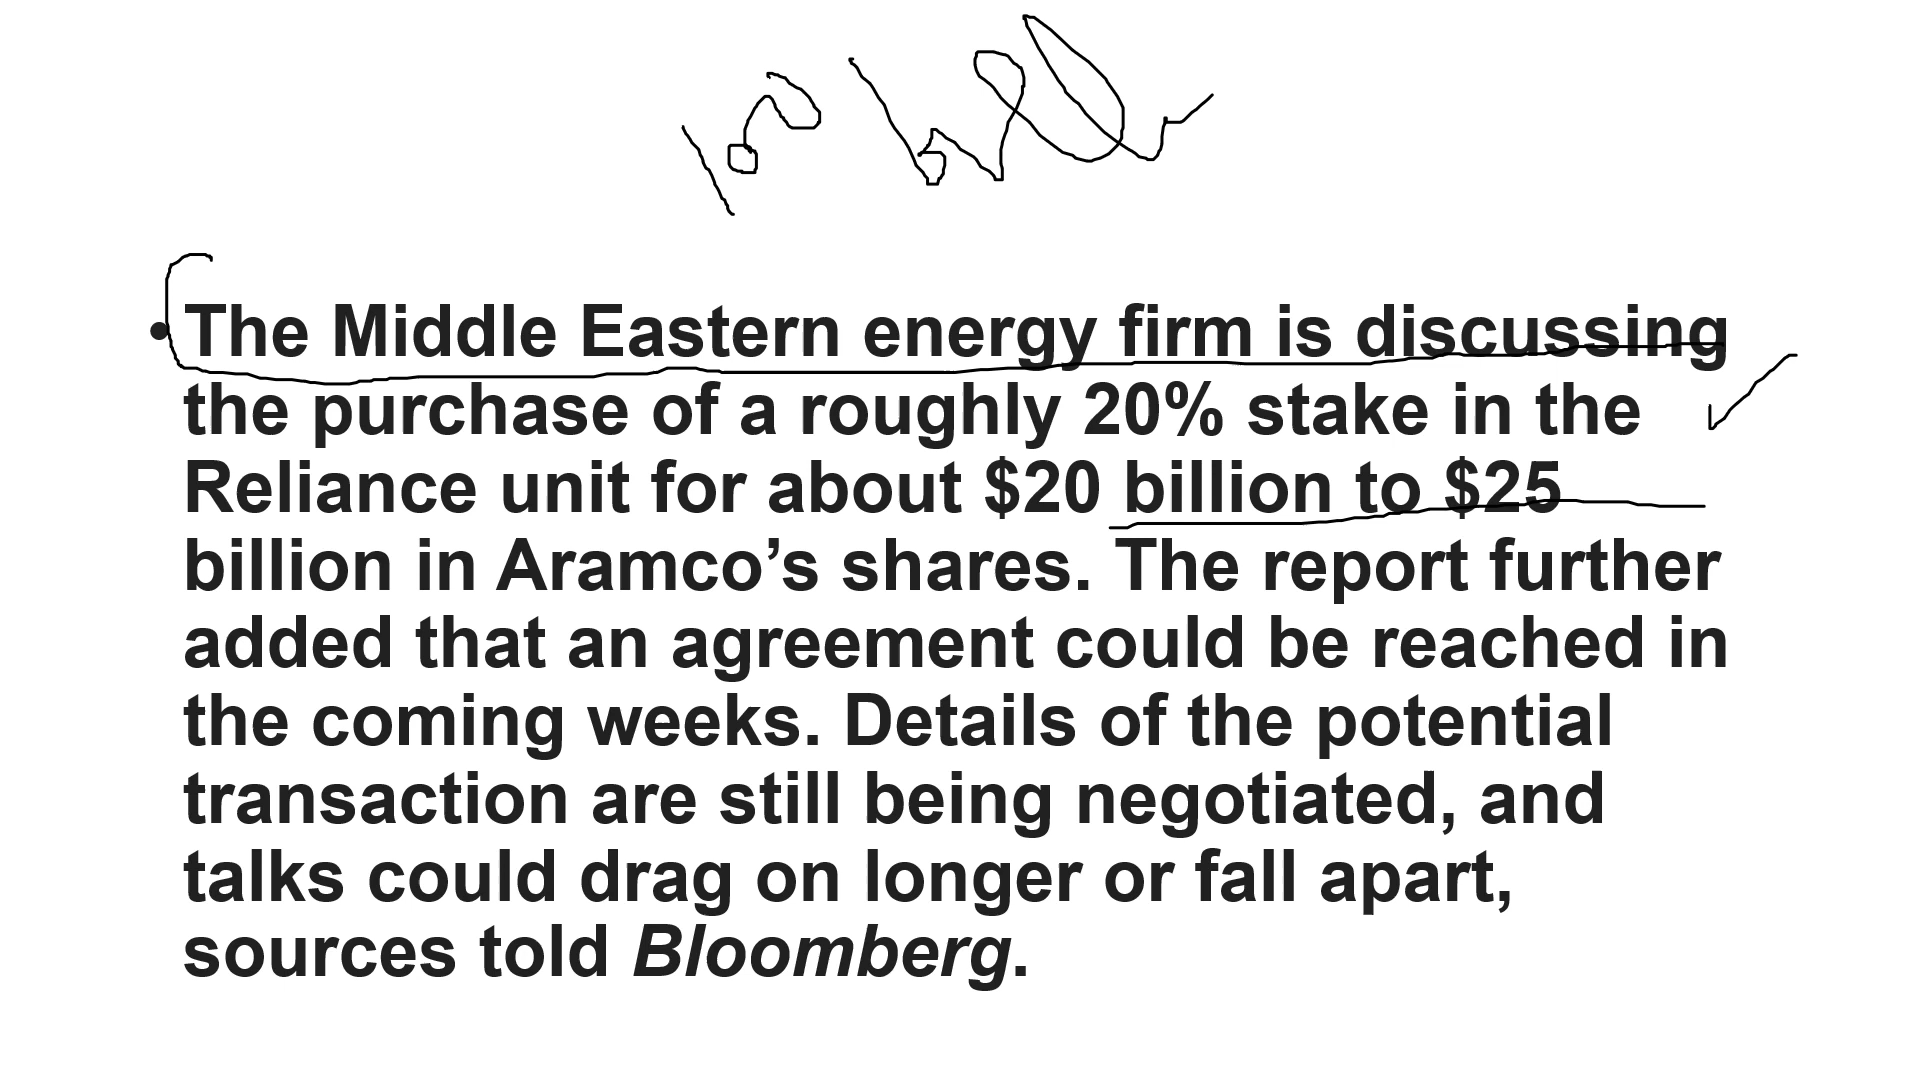 • The Middle Eastern energy firm is discussing
the purchase of a roughly 20% stake in the
Reliance unit for about $20 billion to $25
billion in Aramco’s shares. The report further
added that an agreement could be reached in
the coming weeks. Details of the potential
transaction are still being negotiated, and
talks could drag on longer or fall apart,
sources told Bloomberg.